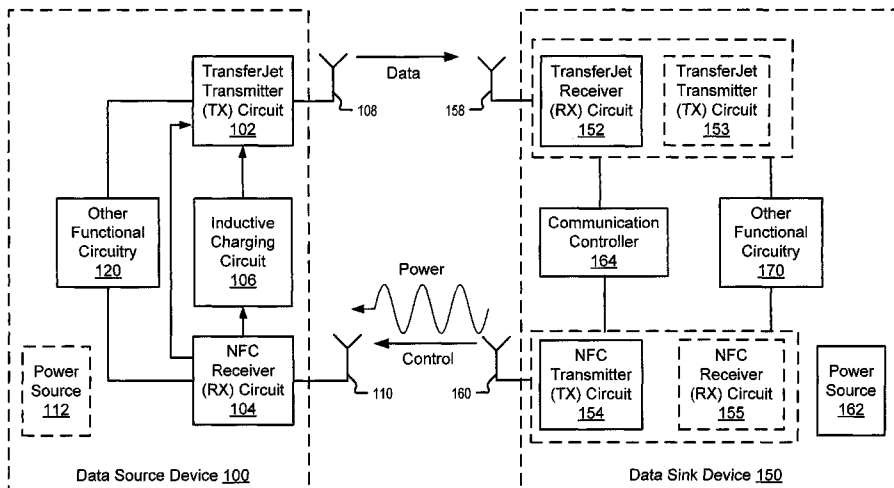 TransferJet
Transmitter
(TX) Circuit
102
Data
108
158
TransferJet
Receiver
(RX) Circuit
152
TransferJet
Transmitter
(TX) Circuit
153
Other
Functional
Circuitry
120
Inductive
Charging
Circuit
106
Communication
Controller
164
Other
Functional
Circuitry
170
Power
Control
Power
Source
112
NFC
Receiver
(RX) Circuit
104
110
160
NFC
Transmitter
(TX) Circuit
154
NFC
Receiver
(RX) Circuit
155
Power
Source
162
Data Source Device 100
Data Sink Device 150